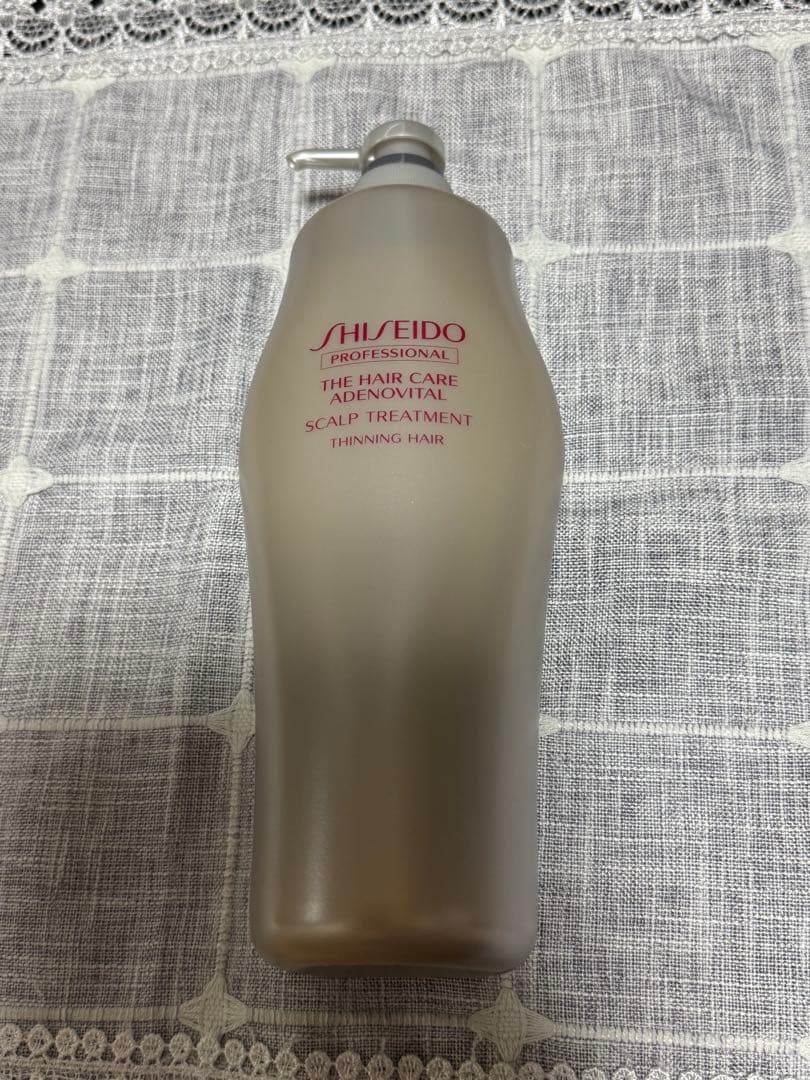 SHISEIDO
PROFESSIONAL
THE HAIR CARE
ADENOVITAL
SCALP TREATMENT
THINNING HAIR